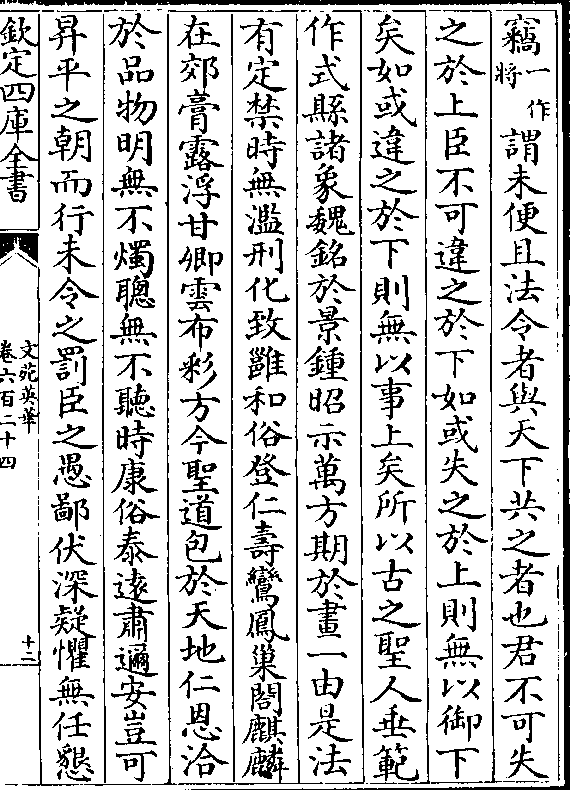 竊一作將謂未便且法令者與天下共之者也君不可失
之於上臣不可違之於下如或失之於上則無以御下
矣如或違之於下則無以事上矣所以古之聖人垂範
作式縣諸象魏銘於景鍾昭示萬方期於畫一由是法
有定禁時無濫刑化致雝和俗登仁壽鸞鳳巢閣麒麟
在郊膏露浮甘卿雲布彩方今聖道包於天地仁恩洽
於品物明無不燭聰無不聽時康俗泰逺肅邇安豈可
昇平之朝而行未令之罰臣之愚鄙伏深疑懼無任懇
欽定四庫全書
文苑英華
卷六百二十四
十二